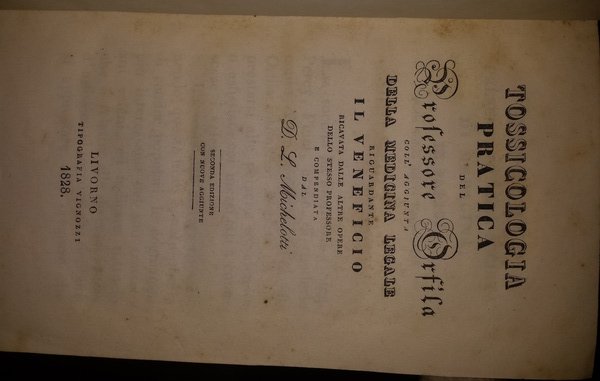 TOSSICOLOGIA
PRATICA
DEL
Professore Orfila
COLL' AGGIUNTA
DELLA MEDICINA LEGALE
RIGUARDANTE
IL VENEFICIO
RICAVATA DALLE ALTRE OPERE
DELLO STESSO PROFESSORE
E COMPENDIATA
DAL
D. L. Michelotti
SECONDA EDIZIONE
CON NUOVE AGGIUNTE
LIVORNO
TIPOGRAFIA VIGNOZZI
1828.